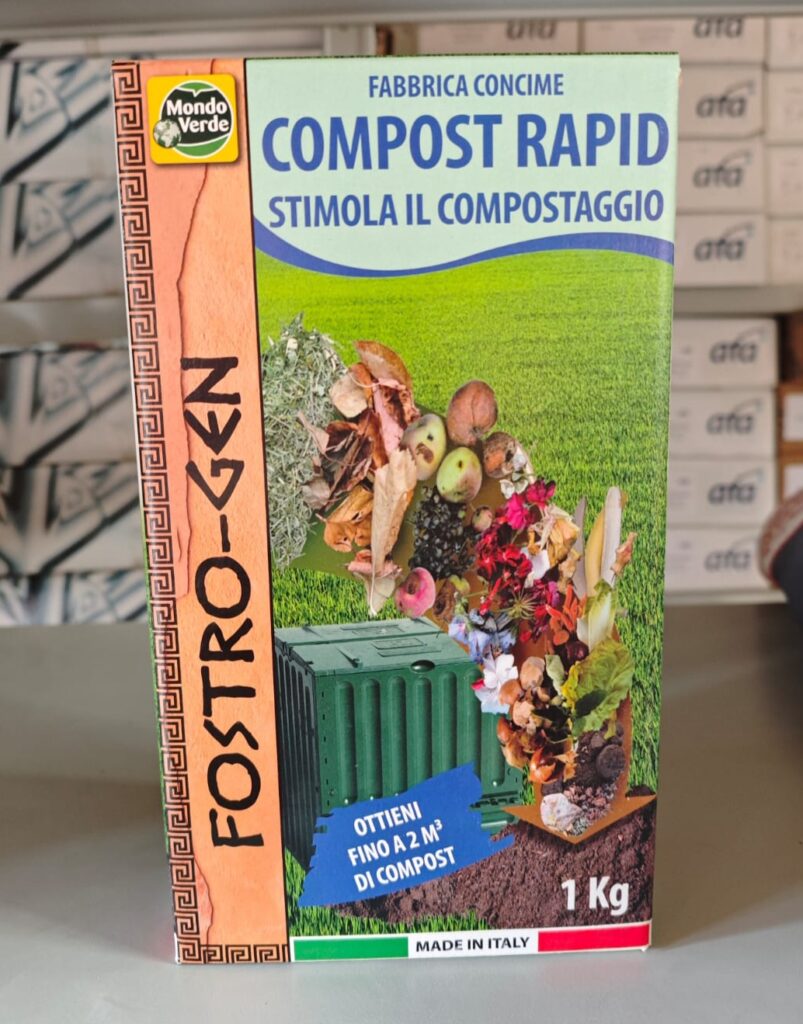 Mondo
Verde
FABBRICA CONCIME
COMPOST RAPID
STIMOLA IL COMPOSTAGGIO
FOSTRO-GEN
OTTIENI
FINO A 2 M³
DI COMPOST
1 Kg
MADE IN ITALY
afa
afa
afa
afa
afa
afa
afa
afa